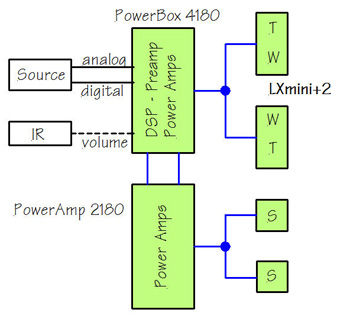 PowerBox 4180
analog
Source
digital
IR
volume
DSP - Preamp
Power Amps
T
W
LXmini+2
W
T
PowerAmp 2180
Power Amps
S
S